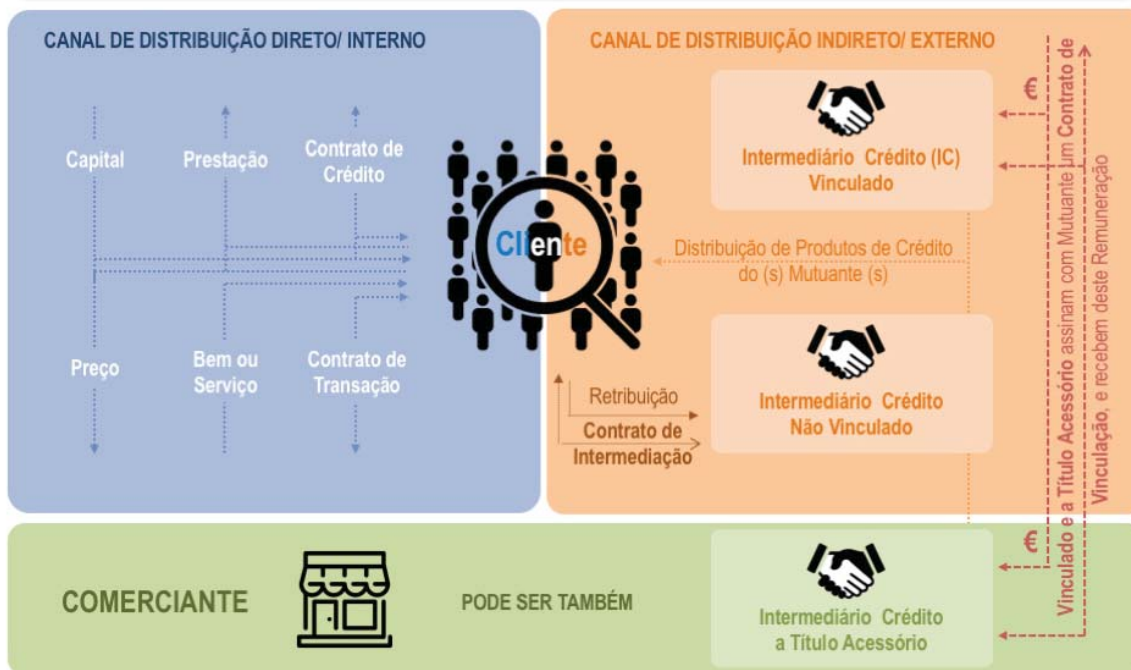 CANAL DE DISTRIBUIÇÃO DIRETO/ INTERNO
Capital
Prestação
Contrato de
Crédito
Preço
Bem ou
Serviço
Contrato de
Transação
Cliente
CANAL DE DISTRIBUIÇÃO INDIRETO/ EXTERNO
Intermediário Crédito (IC)
Vinculado
Distribuição de Produtos de Crédito
do (s) Mutuante (s)
Retribuição
Contrato de
Intermediação
Intermediário Crédito
Não Vinculado
€
€
Vinculado e a Título Acessório assinam com Mutuante um Contrato de
Vinculação, e recebem deste Remuneração
COMERCIANTE
PODE SER TAMBÉM
Intermediário Crédito
a Título Acessório